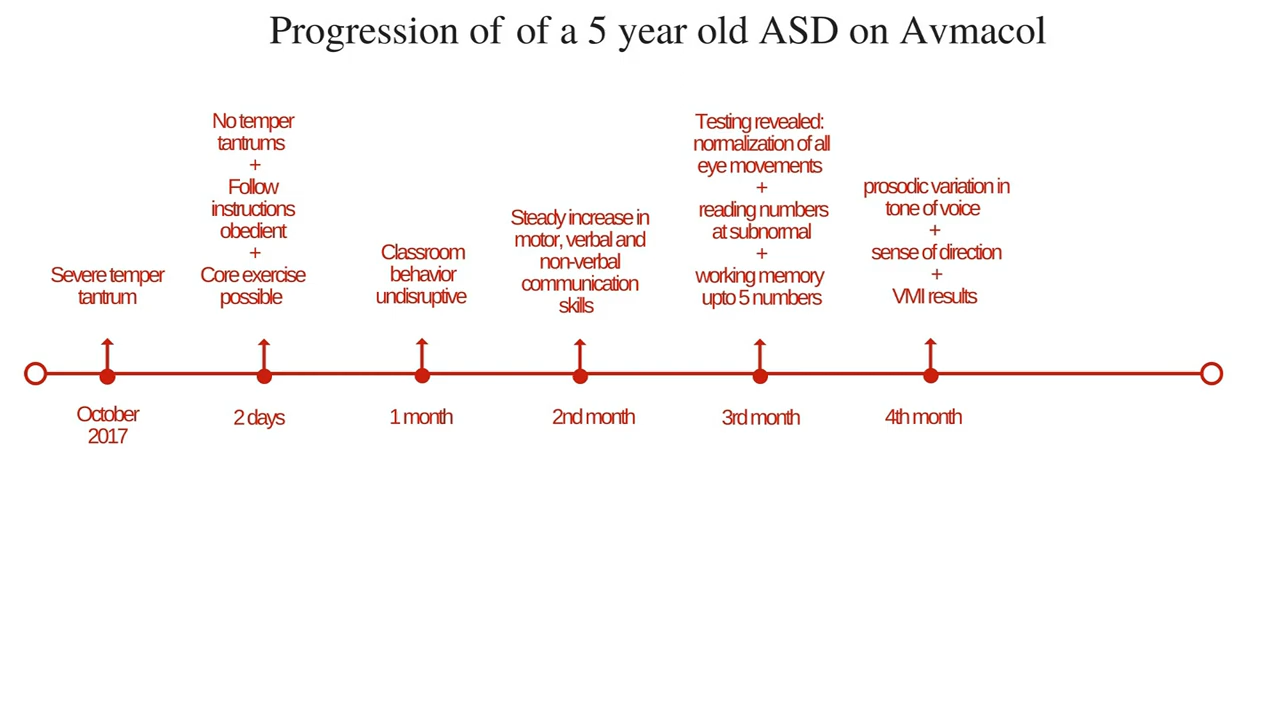 Progression of of a 5 year old ASD on Avmacol
Severe temper
tantrum
October
2017
No temper
tantrums
+
Follow
instructions
obedient
+
Core exercise
possible
2 days
Classroom
behavior
undisruptive
1 month
Steady increase in
motor, verbal and
non-verbal
communication
skills
2nd month
Testing revealed:
normalization of all
eye movements
+
reading numbers
at subnormal
+
working memory
upto 5 numbers
3rd month
prosodic variation in
tone of voice
+
sense of direction
+
VMI results
4th month